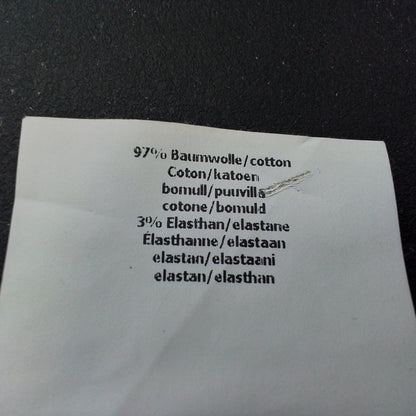 97% Baumwolle/cotton
Coton/katoen
bomull/puuvilla
cotone/bomuld
3% Elasthan/elastane
Élasthanne/elastaan
elastan/elastaani
elastan/elasthan